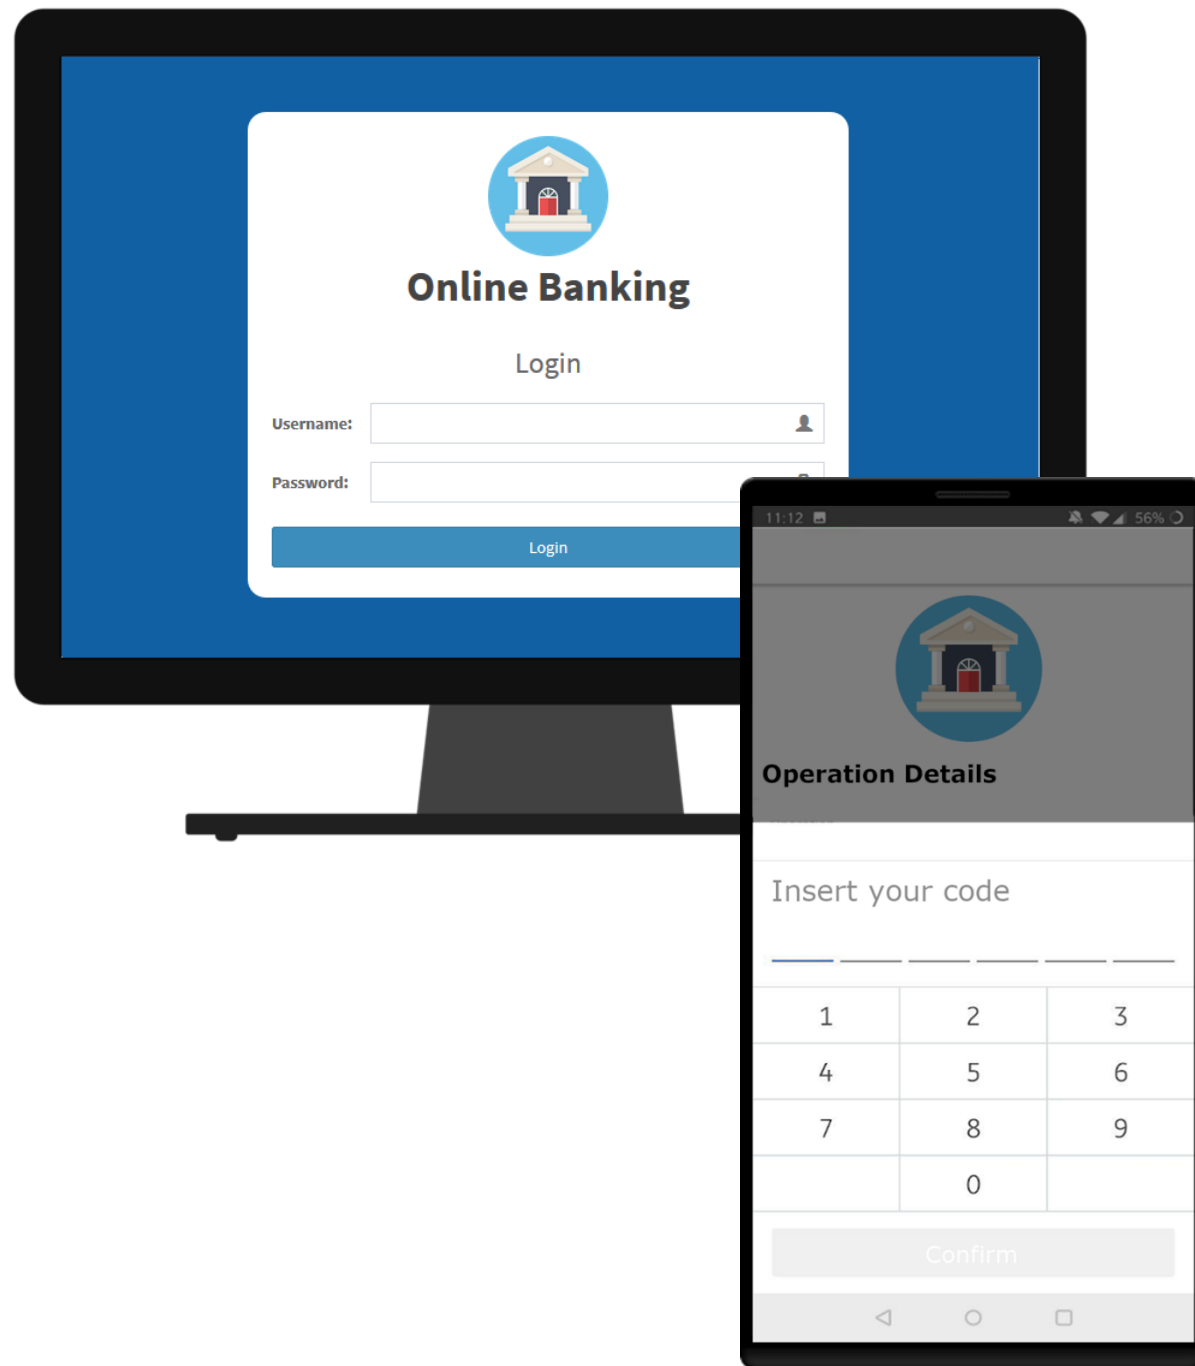 Online Banking
Login
Username:
Password:
Login
11:12 56%
Operation Details
Insert your code
1 2 3
4 5 6
7 8 9
0
Confirm